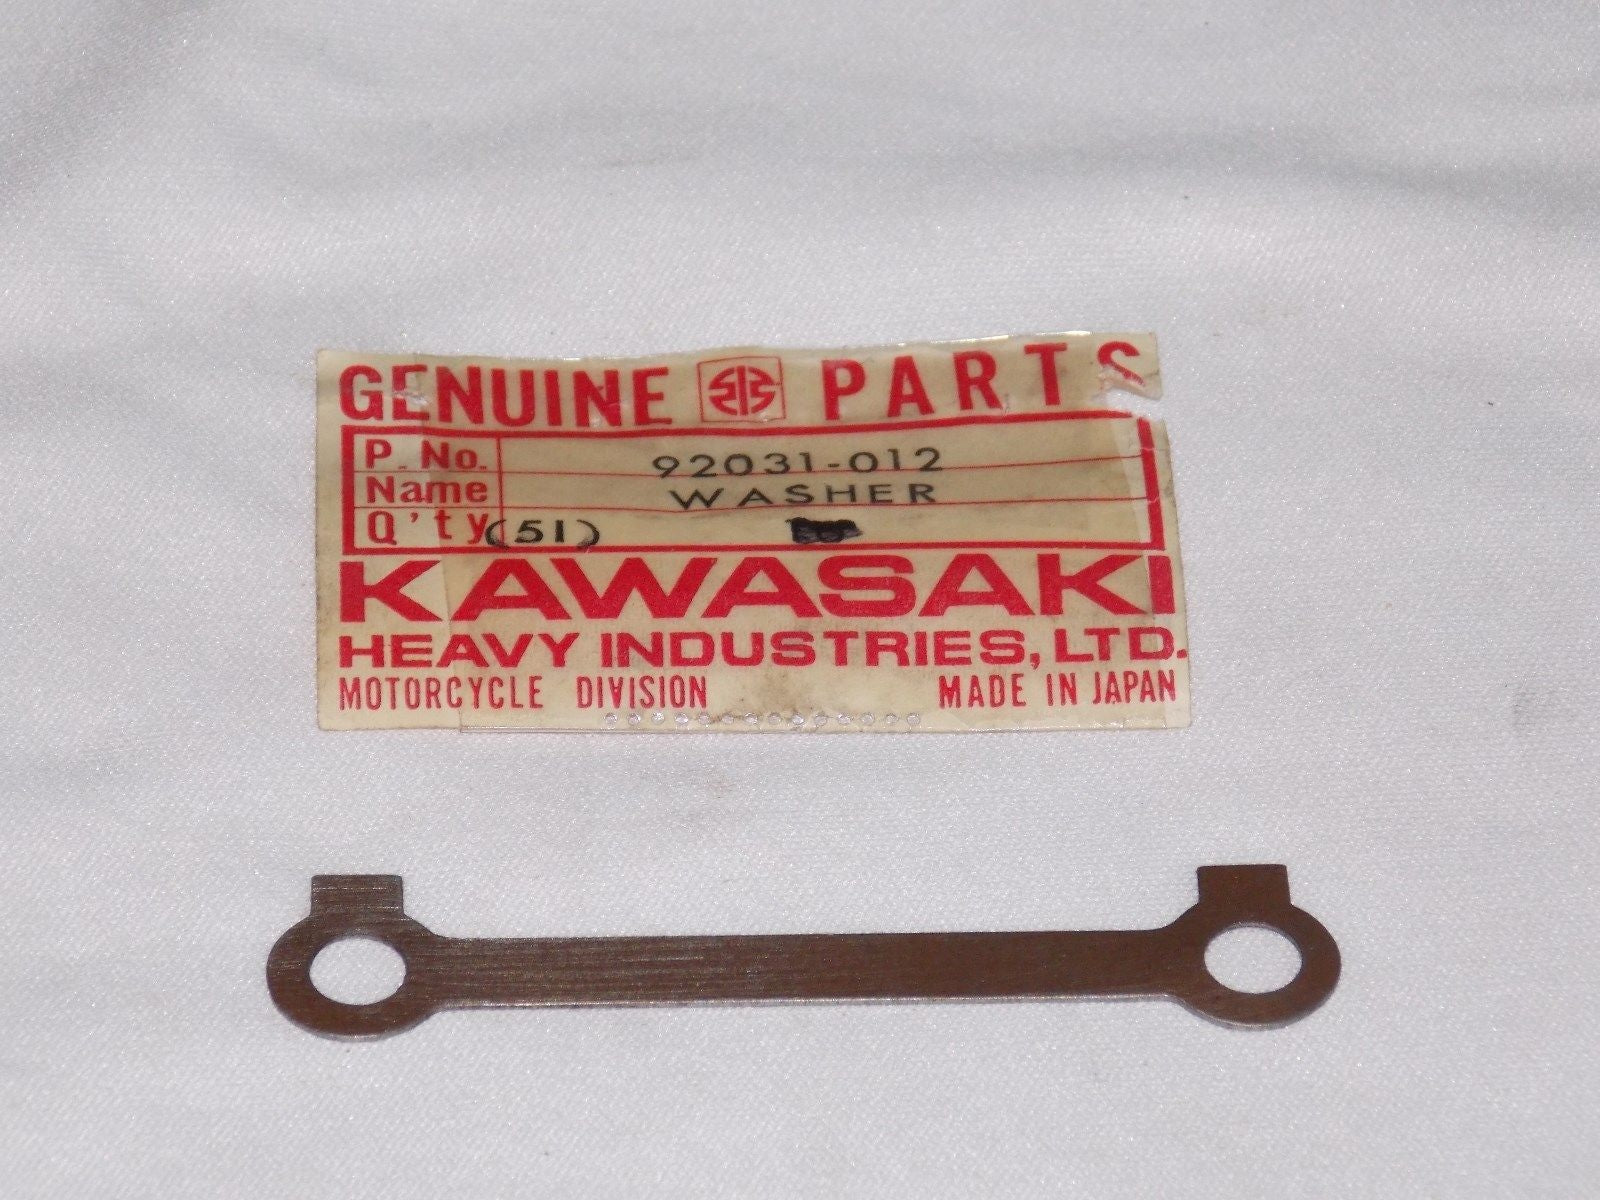 GENUINE PARTS
P. No. 92031-012
Name WASHER
Q'ty (51)
KAWASAKI
HEAVY INDUSTRIES, LTD.
MOTORCYCLE DIVISION MADE IN JAPAN